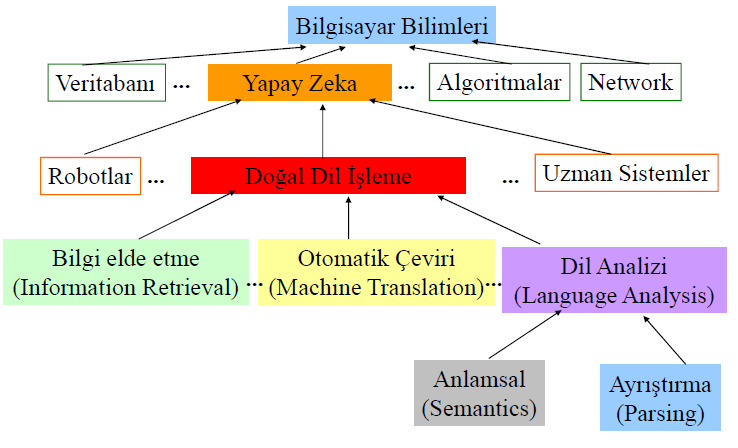 Bilgisayar Bilimleri
Veritabanı ... Yapay Zeka ... Algoritmalar Network
Robotlar ... Doğal Dil İşleme ... Uzman Sistemler
Bilgi elde etme
(Information Retrieval)
...
Otomatik Çeviri
(Machine Translation)
...
Dil Analizi
(Language Analysis)
Anlamsal
(Semantics)
Ayrıştırma
(Parsing)